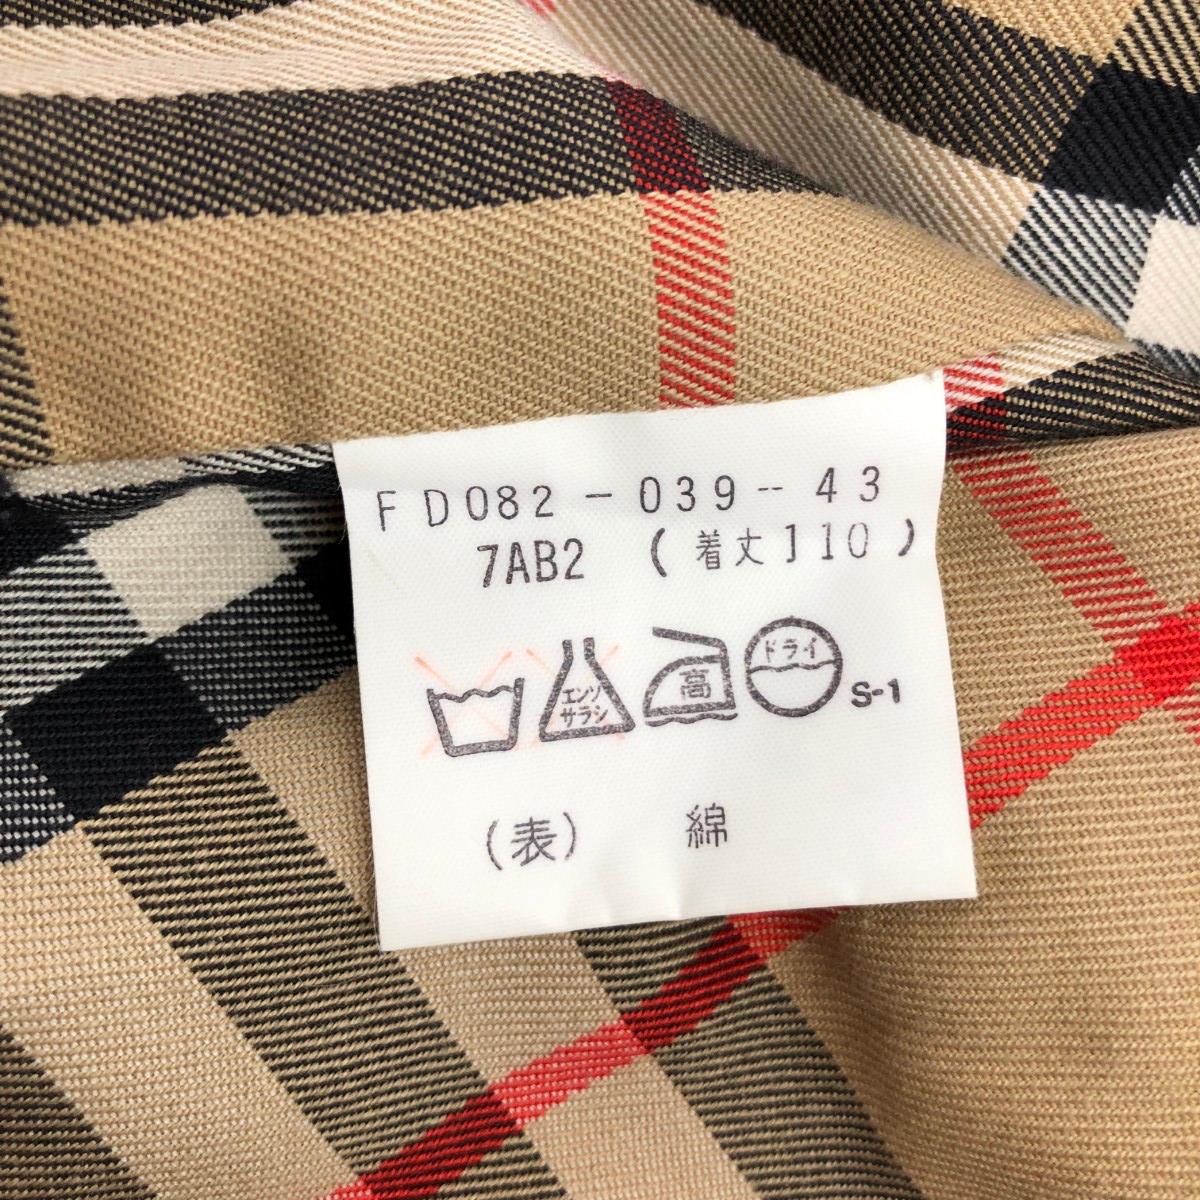 FD082-039-43
7AB2 (着丈110)
エンソ
サラシ
高
ドライ
S-1
(表) 綿